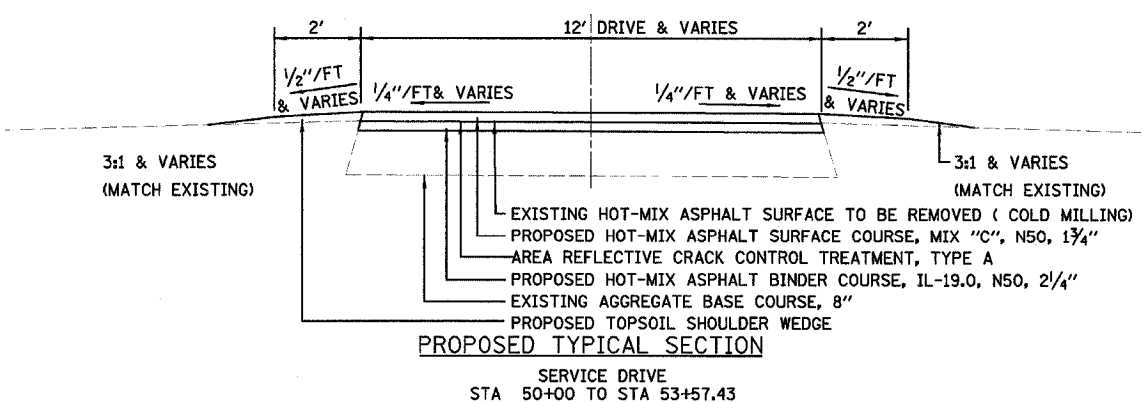 2' 12' DRIVE & VARIES 2'
1/2"/FT & VARIES
1/4"/FT& VARIES
1/4"/FT & VARIES
1/2"/FT & VARIES
3:1 & VARIES
(MATCH EXISTING)
3:1 & VARIES
(MATCH EXISTING)
EXISTING HOT-MIX ASPHALT SURFACE TO BE REMOVED ( COLD MILLING)
PROPOSED HOT-MIX ASPHALT SURFACE COURSE, MIX "C", N50, 1 3/4"
AREA REFLECTIVE CRACK CONTROL TREATMENT, TYPE A
PROPOSED HOT-MIX ASPHALT BINDER COURSE, IL-19.0, N50, 2 1/4"
EXISTING AGGREGATE BASE COURSE, 8"
PROPOSED TOPSOIL SHOULDER WEDGE
PROPOSED TYPICAL SECTION
SERVICE DRIVE
STA 50+00 TO STA 53+57.43